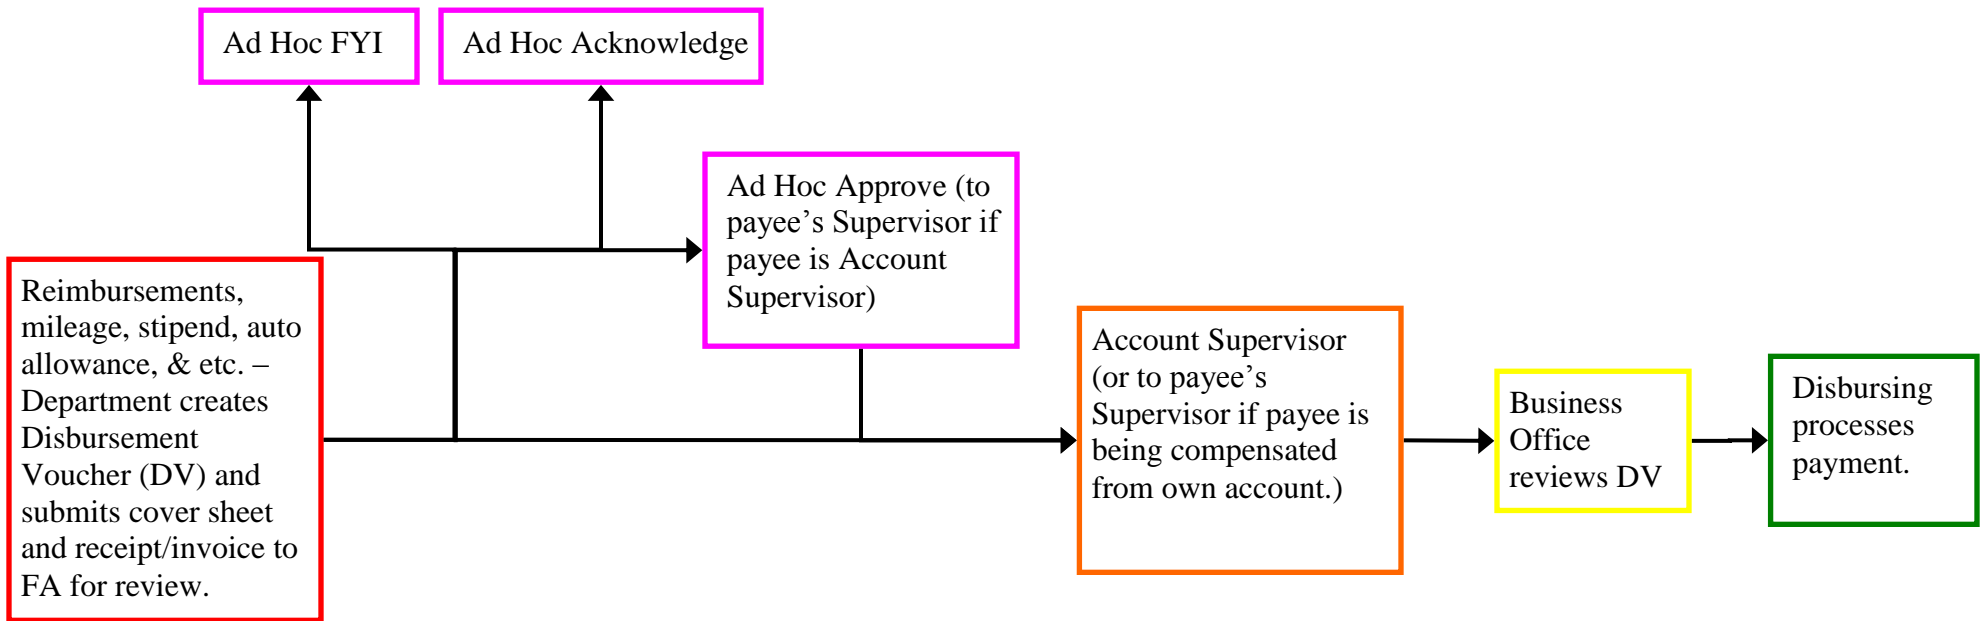 Ad Hoc FYI
Ad Hoc Acknowledge
Ad Hoc Approve (to
payee’s Supervisor if
payee is Account
Supervisor)
Reimbursements,
mileage, stipend, auto
allowance, & etc. –
Department creates
Disbursement
Voucher (DV) and
submits cover sheet
and receipt/invoice to
FA for review.
Account Supervisor
(or to payee’s
Supervisor if payee is
being compensated
from own account.)
Business
Office
reviews DV
Disbursing
processes
payment.